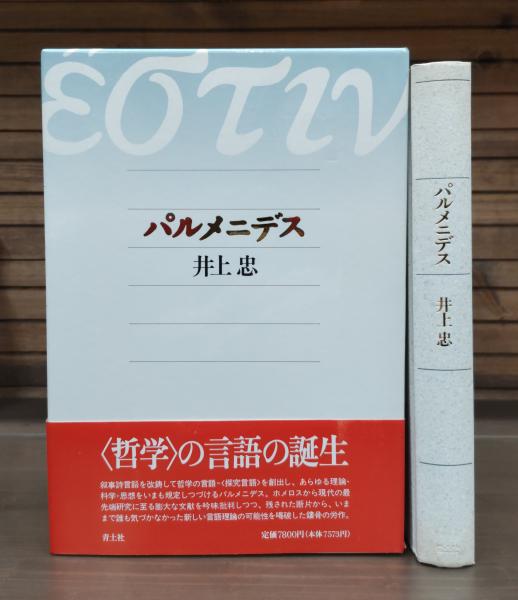 ἔστιν
パルメニデス
井上 忠
〈哲学〉の言語の誕生
叙事詩言語を改鋳して哲学の言語-〈探究言語〉を創出し、あらゆる理論・
科学・思想をいまも規定しつづけるパルメニデス。ホメロスから現代の最
先端研究に至る膨大な文献を吟味批判しつつ、残された断片から、いま
まで誰も気づかなかった新しい言語理論の可能性を喝破した鏤骨の労作。
青土社
定価7800円(本体7573円)
パルメニデス 井上 忠